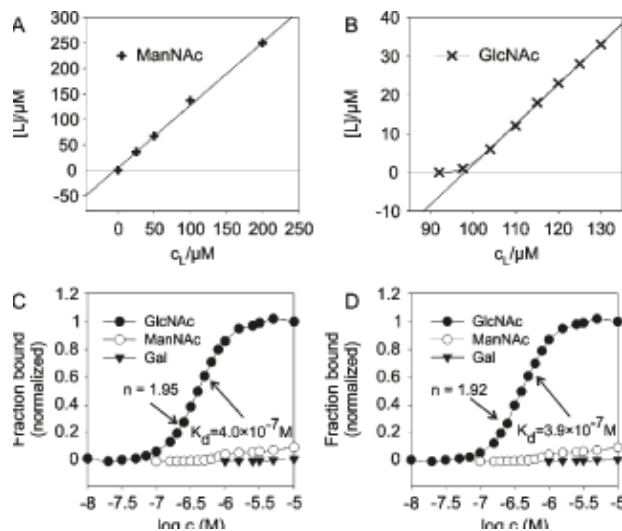 A
300
250
200
150
100
50
0
-50
[L]/µM
ManNAc
0 50 100 150 200 250
c_L/µM
B
40
30
20
10
0
-10
[L]/µM
GlcNAc
90 100 110 120 130
c_L/µM
C
1.2
1
0.8
0.6
0.4
0.2
0
Fraction bound
(normalized)
GlcNAc
ManNAc
Gal
n = 1.95
K_d=4.0×10⁻⁷M
-8 -7.5 -7 -6.5 -6 -5.5 -5
log c (M)
D
1.2
1
0.8
0.6
0.4
0.2
0
Fraction bound
(normalized)
GlcNAc
ManNAc
Gal
n = 1.92
K_d=3.9×10⁻⁷M
-8 -7.5 -7 -6.5 -6 -5.5 -5
log c (M)